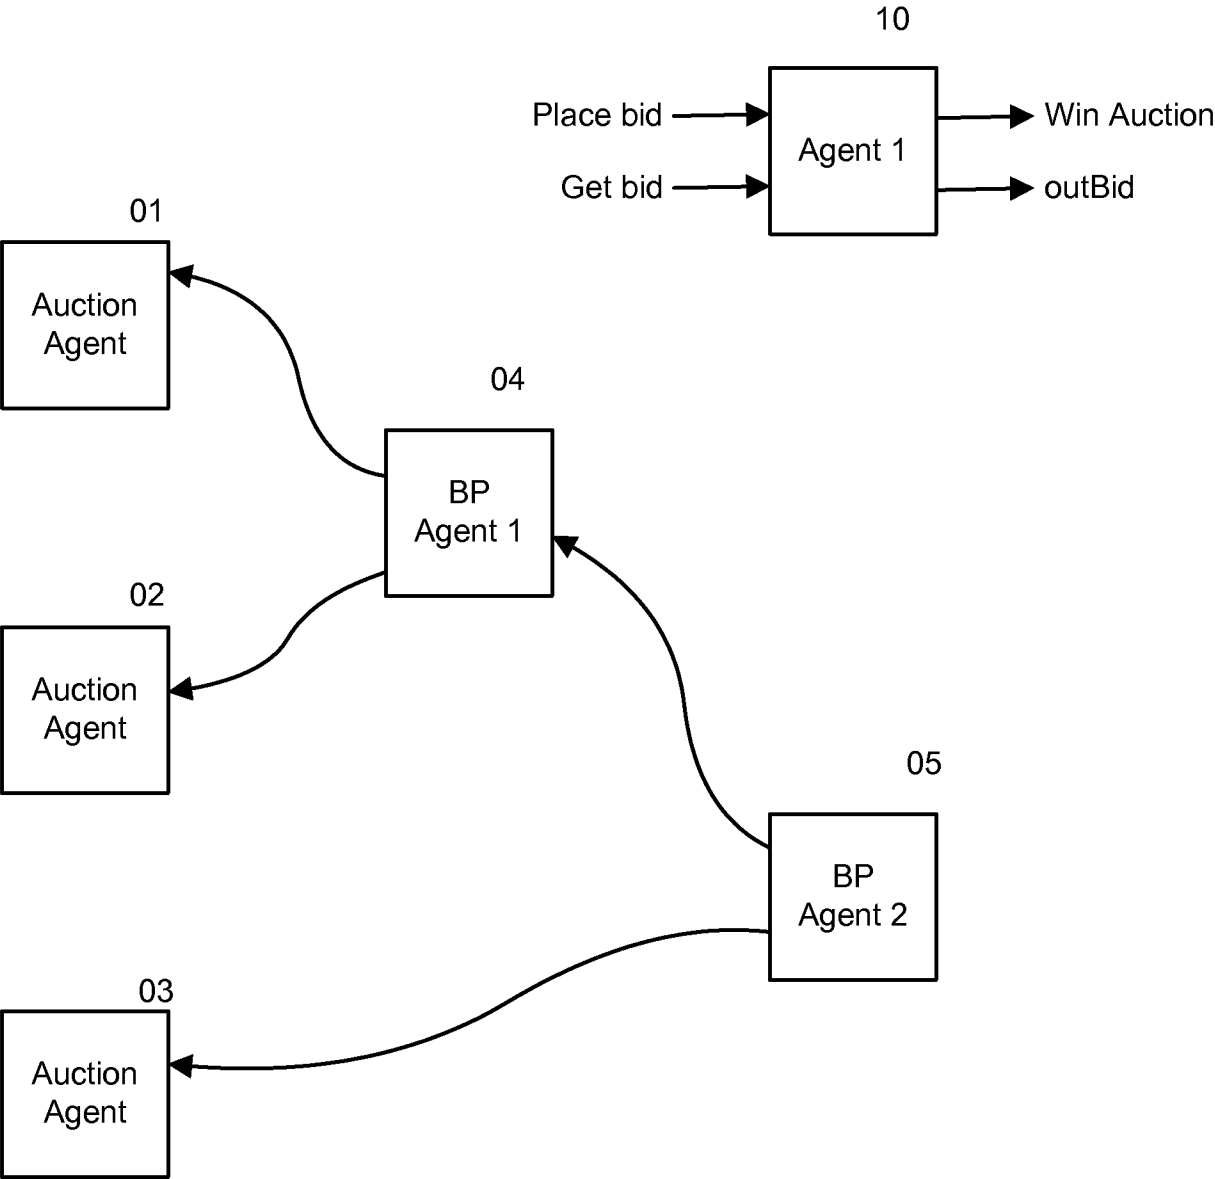 10
Place bid
Win Auction
Agent 1
Get bid
outBid
01
Auction
Agent
04
BP
Agent 1
02
Auction
Agent
05
BP
Agent 2
03
Auction
Agent